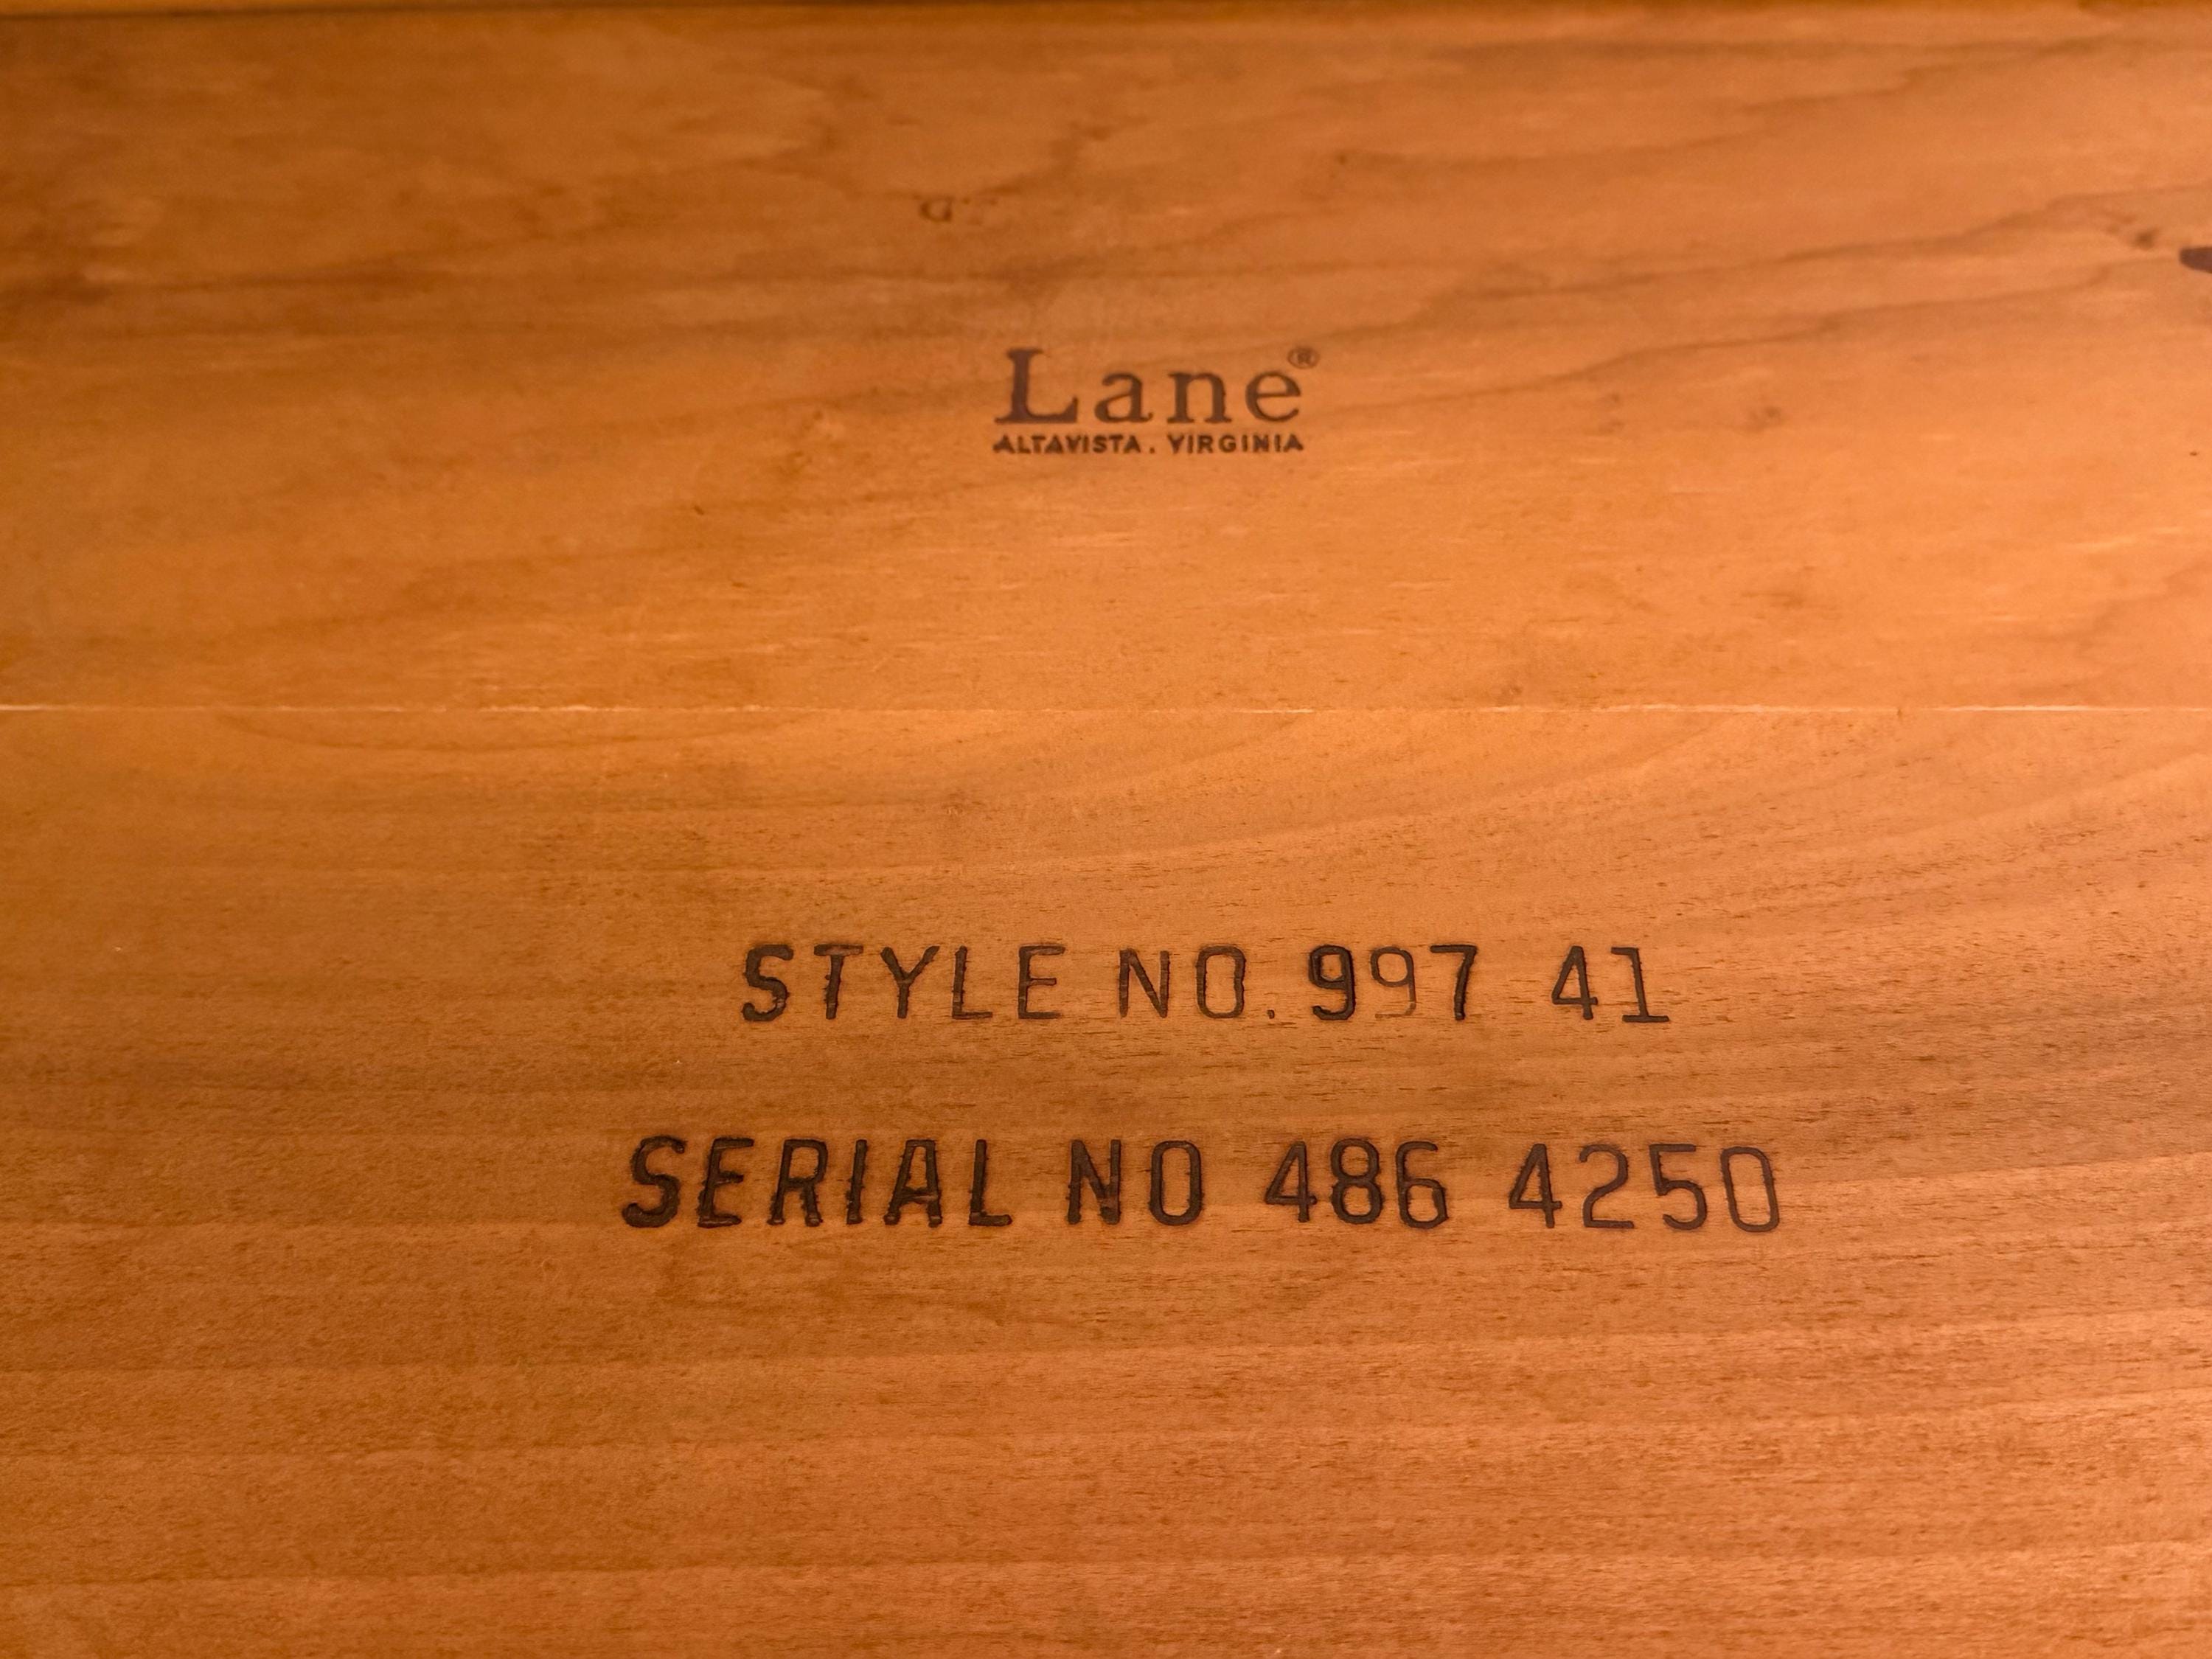 Lane®
ALTAVISTA. VIRGINIA
STYLE NO. 997 41
SERIAL NO 486 4250